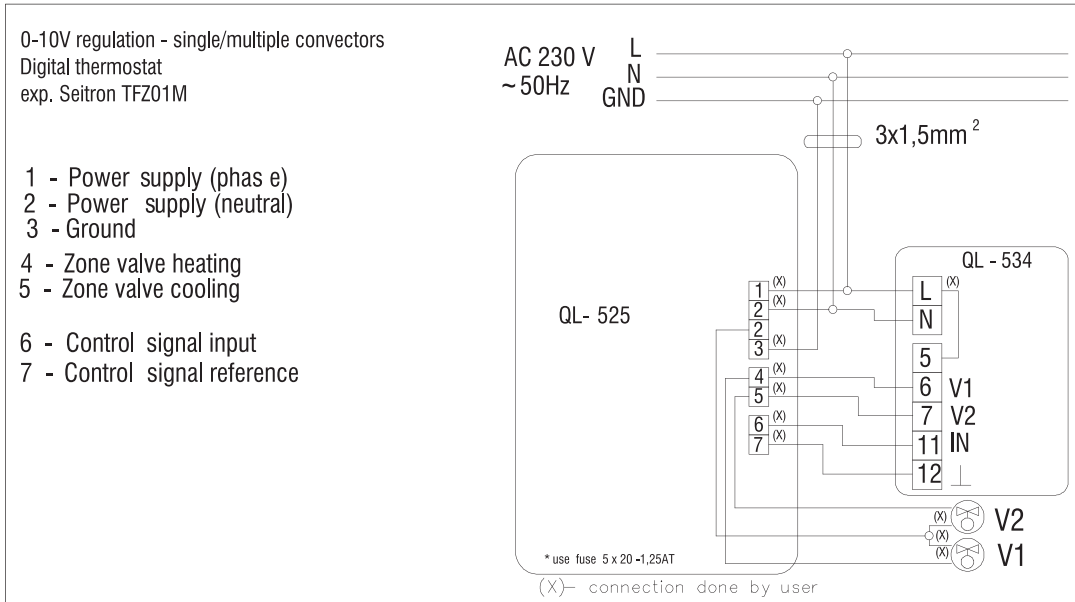 0-10V regulation - single/multiple convectors
Digital thermostat
exp. Seitron TFZ01M
1 - Power supply (phas e)
2 - Power supply (neutral)
3 - Ground
4 - Zone valve heating
5 - Zone valve cooling
6 - Control signal input
7 - Control signal reference
AC 230 V
~50Hz
L
N
GND
3x1,5mm²
QL- 525
1 (X)
2 (X)
2
3 (X)
4 (X)
5 (X)
6 (X)
7 (X)
QL - 534
L (X)
N
5
6 V1
7 V2
11 IN
12
(X) V2
(X)
(X) V1
* use fuse 5 x 20 -1,25AT
(X)- connection done by user